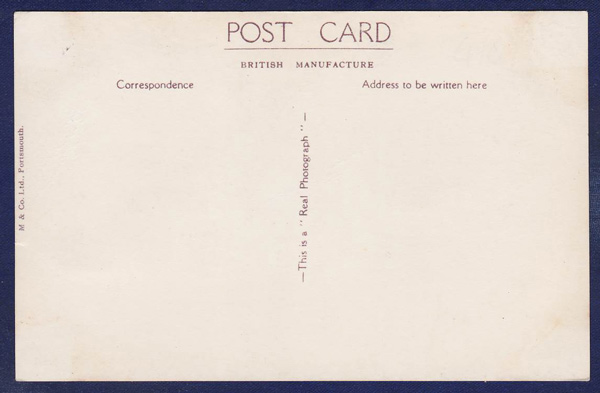 POST CARD
BRITISH MANUFACTURE
Correspondence
Address to be written here
—This is a "Real Photograph"—
M & Co. Ltd., Portsmouth.